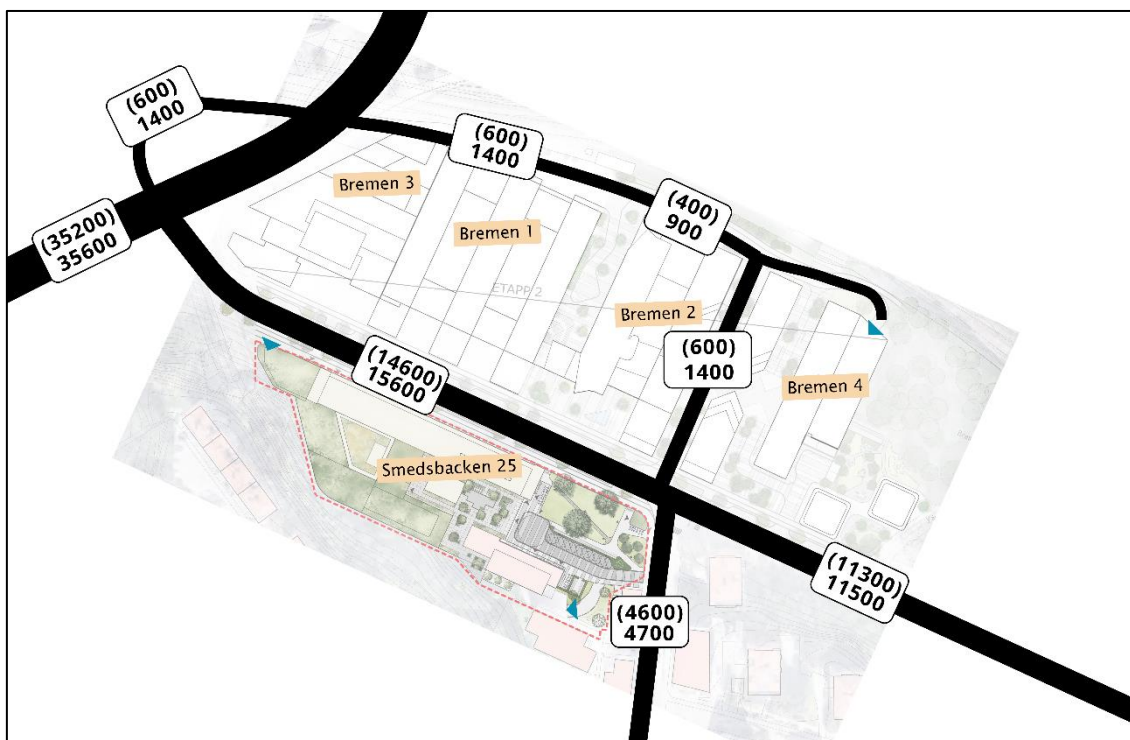 (600)
1400
(600)
1400
Bremen 3
(400)
900
Bremen 1
(35200)
35600
ETAPP 2
Bremen 2
(600)
1400
(14600)
15600
Bremen 4
Smedsbacken 25
(11300)
11500
(4600)
4700